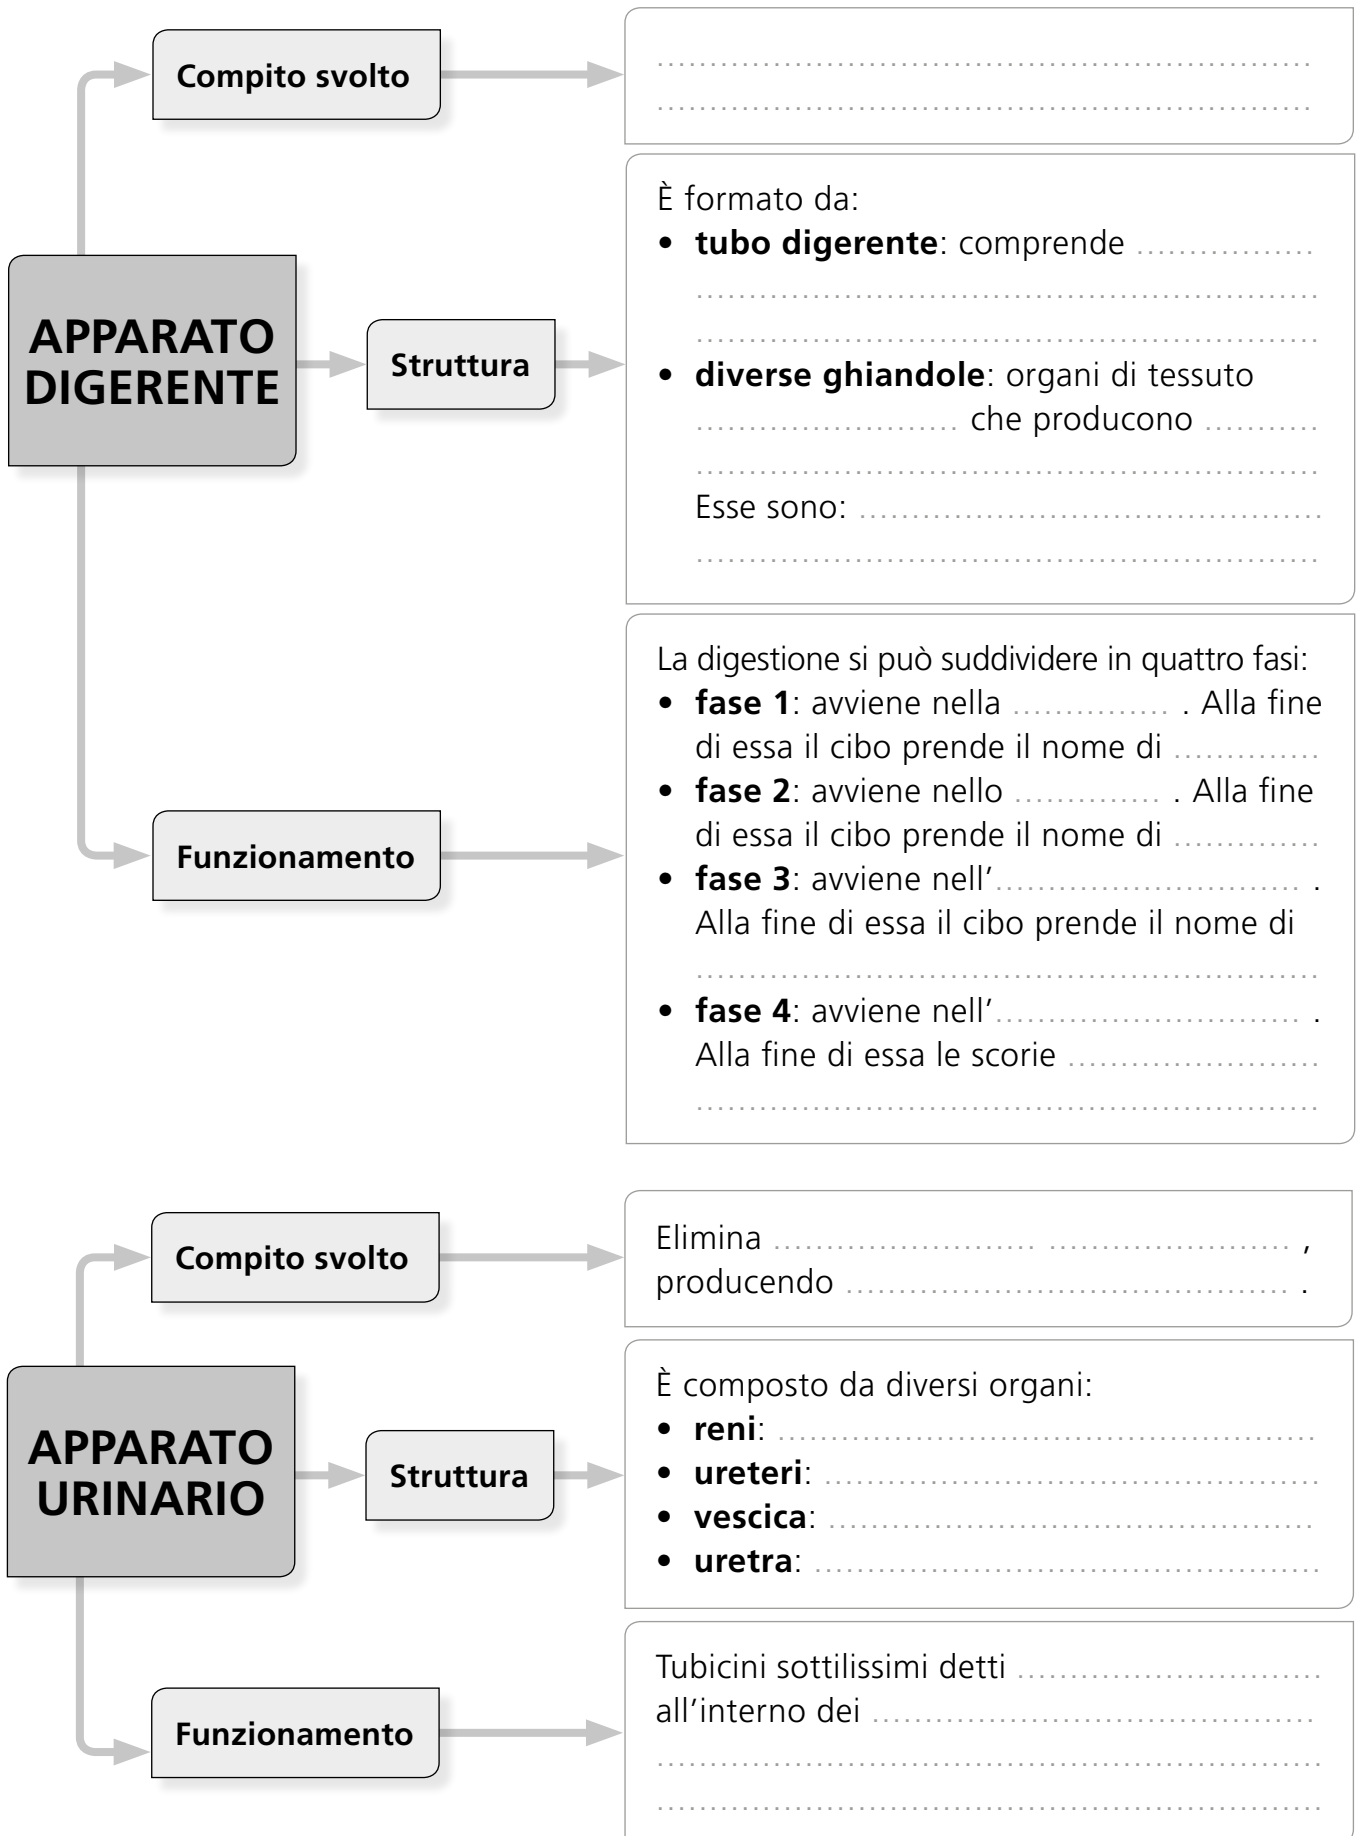 Compito svolto
........................................................
........................................................
APPARATO
DIGERENTE
Struttura
È formato da:
• tubo digerente: comprende .................
............................................................
............................................................
• diverse ghiandole: organi di tessuto
......................... che producono ...........
............................................................
Esse sono: ............................................
............................................................
Funzionamento
La digestione si può suddividere in quattro fasi:
• fase 1: avviene nella ............... . Alla fine
di essa il cibo prende il nome di ..............
• fase 2: avviene nello .............. . Alla fine
di essa il cibo prende il nome di ..............
• fase 3: avviene nell’............................. .
Alla fine di essa il cibo prende il nome di
............................................................
• fase 4: avviene nell’............................. .
Alla fine di essa le scorie ........................
............................................................
Compito svolto
Elimina ......................... ....................... ,
producendo .......................................... .
APPARATO
URINARIO
Struttura
È composto da diversi organi:
• reni: ...................................................
• ureteri: ...............................................
• vescica: ..............................................
• uretra: ................................................
Funzionamento
Tubicini sottilissimi detti .............................
all’interno dei ..........................................
...............................................................
...............................................................